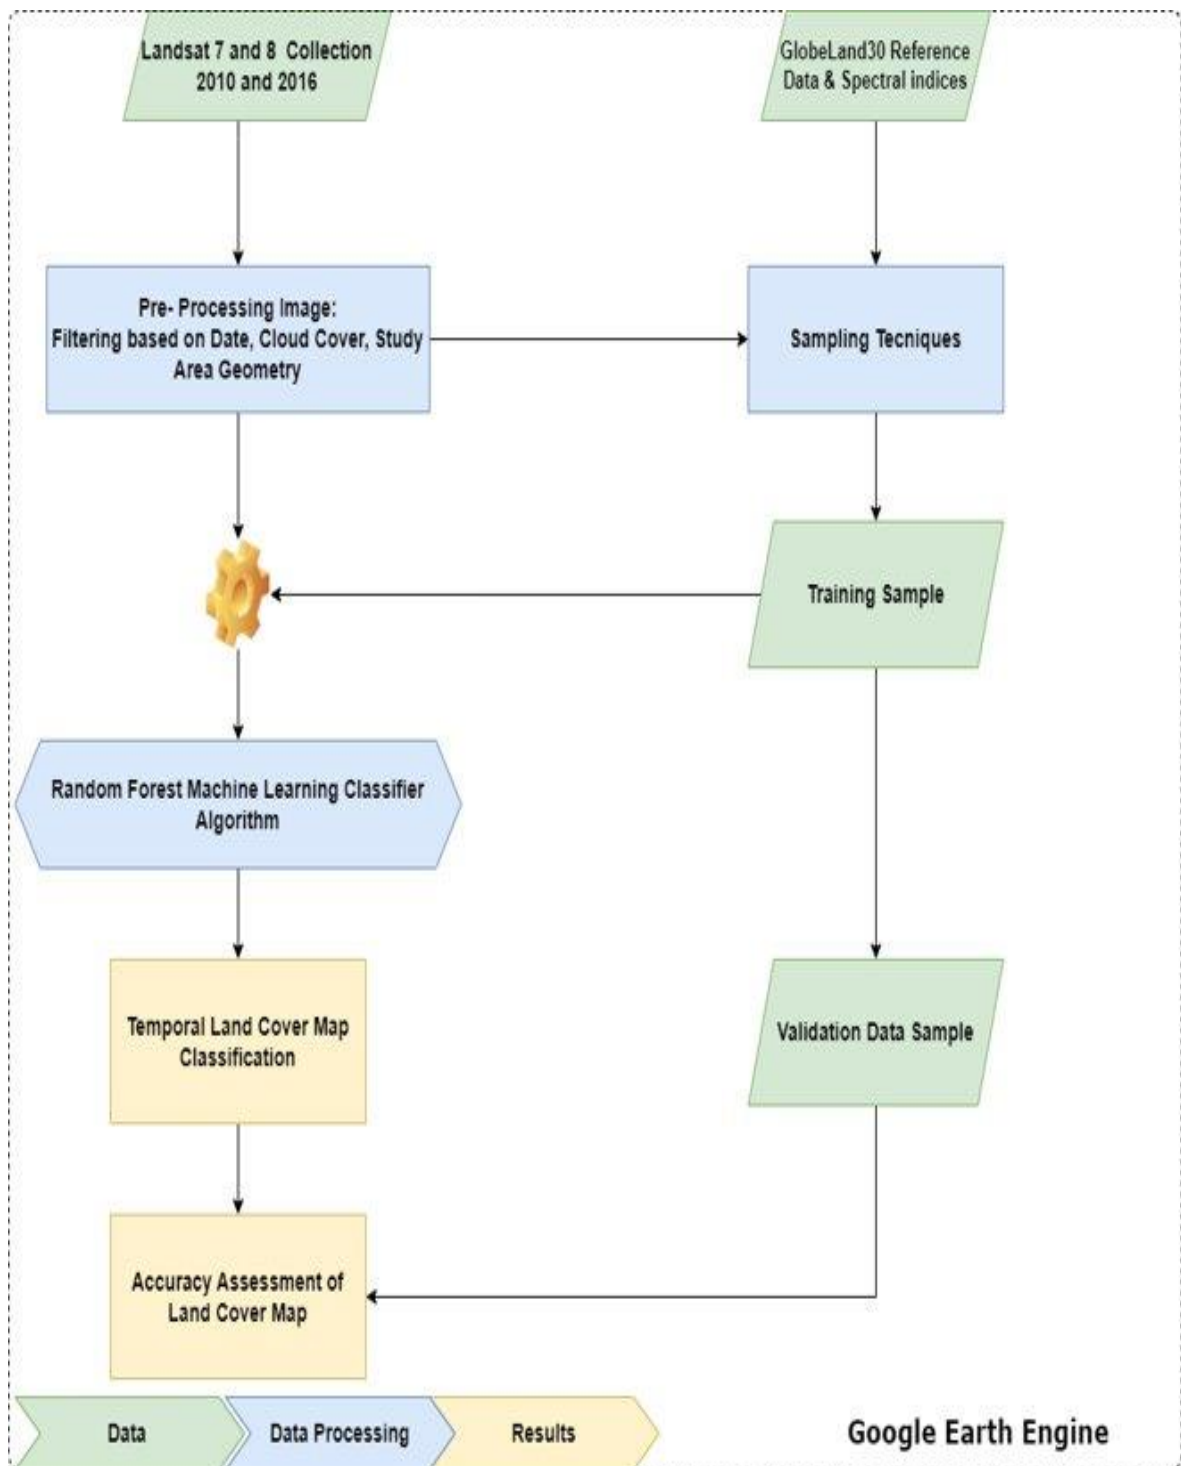 Landsat 7 and 8 Collection
2010 and 2016
GlobeLand30 Reference
Data & Spectral indices
Pre- Processing Image:
Filtering based on Date, Cloud Cover, Study
Area Geometry
Sampling Tecniques
Training Sample
Random Forest Machine Learning Classifier
Algorithm
Temporal Land Cover Map
Classification
Validation Data Sample
Accuracy Assessment of
Land Cover Map
Data
Data Processing
Results
Google Earth Engine